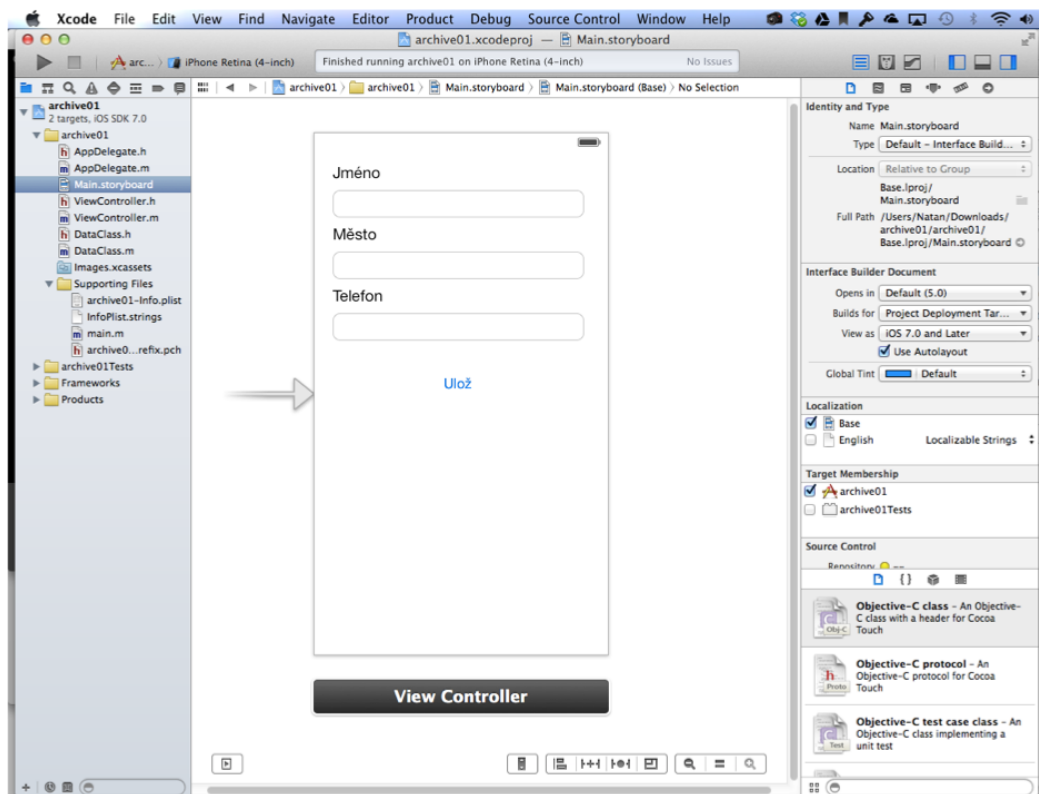 Xcode File Edit View Find Navigate Editor Product Debug Source Control Window Help
archive01.xcodeproj — Main.storyboard
arc... iPhone Retina (4-inch)
Finished running archive01 on iPhone Retina (4-inch) No Issues
archive01 archive01 Main.storyboard Main.storyboard (Base) No Selection
archive01
2 targets, iOS SDK 7.0
archive01
AppDelegate.h
AppDelegate.m
Main.storyboard
ViewController.h
ViewController.m
DataClass.h
DataClass.m
Images.xcassets
Supporting Files
archive01-Info.plist
InfoPlist.strings
main.m
archive0...refix.pch
archive01Tests
Frameworks
Products
Jméno
Město
Telefon
Ulož
View Controller
Identity and Type
Name Main.storyboard
Type Default - Interface Build...
Location Relative to Group
Base.lproj/
Main.storyboard
Full Path /Users/Natan/Downloads/
archive01/archive01/
Base.lproj/Main.storyboard
Interface Builder Document
Opens in Default (5.0)
Builds for Project Deployment Tar...
View as iOS 7.0 and Later
Use Autolayout
Global Tint Default
Localization
Base
English Localizable Strings
Target Membership
archive01
archive01Tests
Source Control
Repository --
Objective-C class - An Objective-
C class with a header for Cocoa
Touch
Obj-C
Objective-C protocol - An
Objective-C protocol for Cocoa
Touch
Proto
Objective-C test case class - An
Objective-C class implementing a
unit test
Test